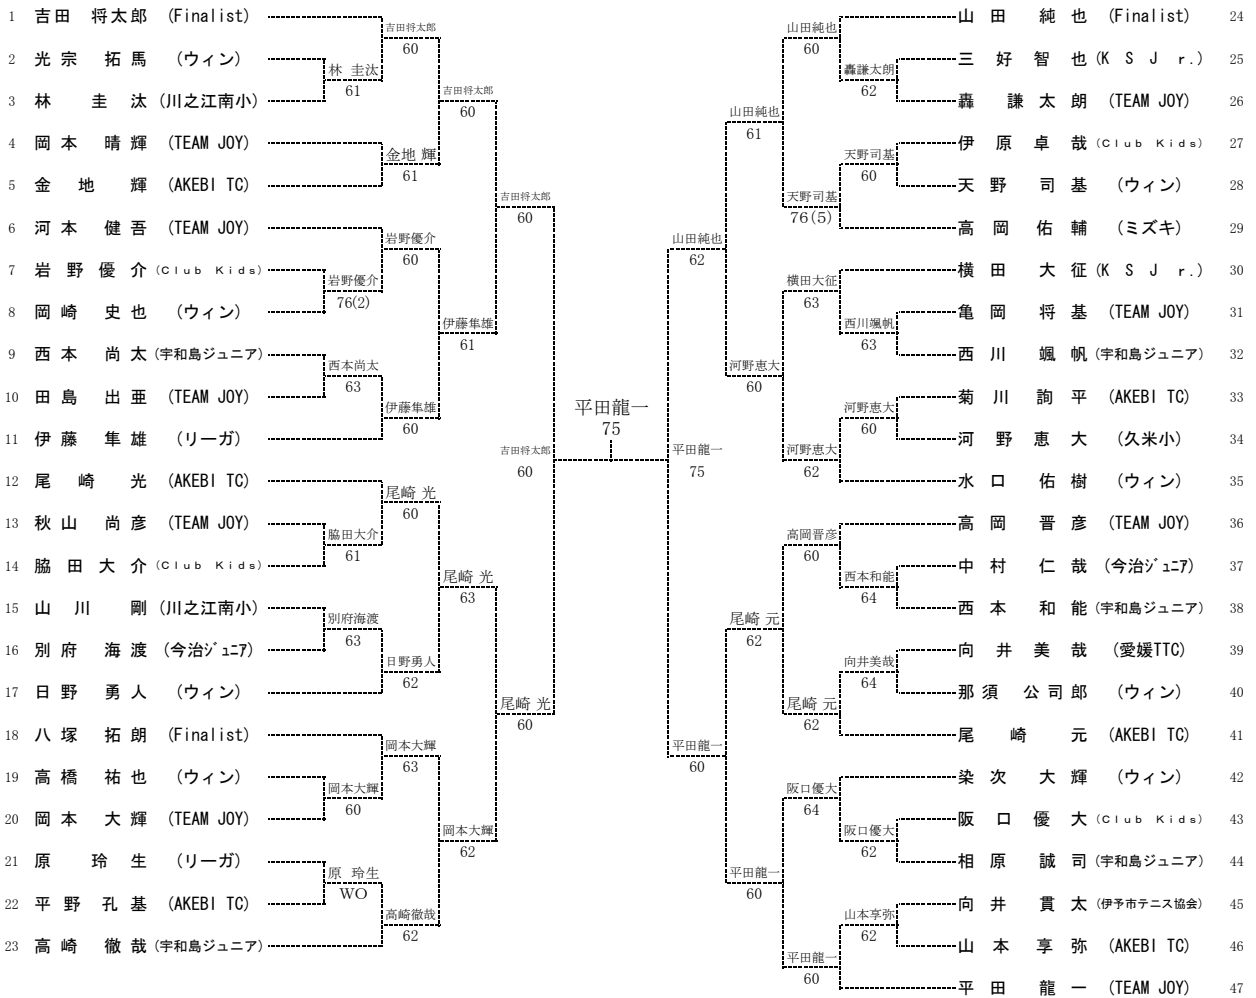 1 吉田 将太郎 (Finalist)
2 光宗 拓馬 (ウィン)
3 林 圭汰 (川之江南小)
4 岡本 晴輝 (TEAM JOY)
5 金地 輝 (AKEBI TC)
6 河本 健吾 (TEAM JOY)
7 岩野優介 (Club Kids)
8 岡崎 史也 (ウィン)
9 西本 尚太 (宇和島ジュニア)
10 田島 出亜 (TEAM JOY)
11 伊藤 隼雄 (リーガ)
12 尾崎 光 (AKEBI TC)
13 秋山 尚彦 (TEAM JOY)
14 脇田大介 (Club Kids)
15 山川 剛 (川之江南小)
16 別府 海渡 (今治ジュニア)
17 日野 勇人 (ウィン)
18 八塚 拓朗 (Finalist)
19 高橋 祐也 (ウィン)
20 岡本 大輝 (TEAM JOY)
21 原 玲生 (リーガ)
22 平野 孔基 (AKEBI TC)
23 高崎 徹哉 (宇和島ジュニア)
林 圭汰
61
岩野優介
76(2)
西本尚太
63
脇田大介
61
別府海渡
63
岡本大輝
60
原 玲生
WO
吉田将太郎
60
金地 輝
61
岩野優介
60
伊藤隼雄
60
尾崎 光
60
日野勇人
62
岡本大輝
63
高崎徹哉
62
吉田将太郎
60
伊藤隼雄
61
尾崎 光
63
岡本大輝
62
吉田将太郎
60
尾崎 光
60
吉田将太郎
60
平田龍一
75
平田龍一
75
山田純也
62
平田龍一
60
山田純也
61
河野恵大
60
尾崎 元
62
平田龍一
60
山田純也
60
天野司基
76(5)
横田大征
63
河野恵大
62
高岡晋彦
60
尾崎 元
62
阪口優大
64
平田龍一
60
轟謙太朗
62
天野司基
60
西川颯帆
63
河野恵大
60
西本和能
64
向井美哉
64
阪口優大
62
山本享弥
62
山田 純也 (Finalist) 24
三好智也 (KSJr.) 25
轟 謙太朗 (TEAM JOY) 26
伊原卓哉 (Club Kids) 27
天野 司基 (ウィン) 28
高岡 佑輔 (ミズキ) 29
横田 大征 (KSJr.) 30
亀岡 将基 (TEAM JOY) 31
西川 颯帆 (宇和島ジュニア) 32
菊川 詢平 (AKEBI TC) 33
河野恵大 (久米小) 34
水口 佑樹 (ウィン) 35
高岡 晋彦 (TEAM JOY) 36
中村 仁哉 (今治ジュニア) 37
西本 和能 (宇和島ジュニア) 38
向井美哉 (愛媛TTC) 39
那須 公司郎 (ウィン) 40
尾崎 元 (AKEBI TC) 41
染次 大輝 (ウィン) 42
阪口優大 (Club Kids) 43
相原 誠司 (宇和島ジュニア) 44
向井 貫太 (伊予市テニス協会) 45
山本 享弥 (AKEBI TC) 46
平田 龍一 (TEAM JOY) 47